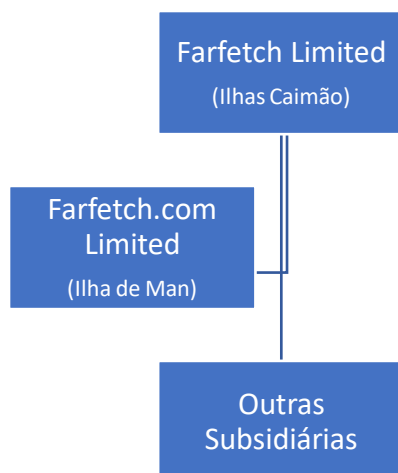 Farfetch Limited
(Ilhas Caimão)
Farfetch.com
Limited
(Ilha de Man)
Outras
Subsidiárias